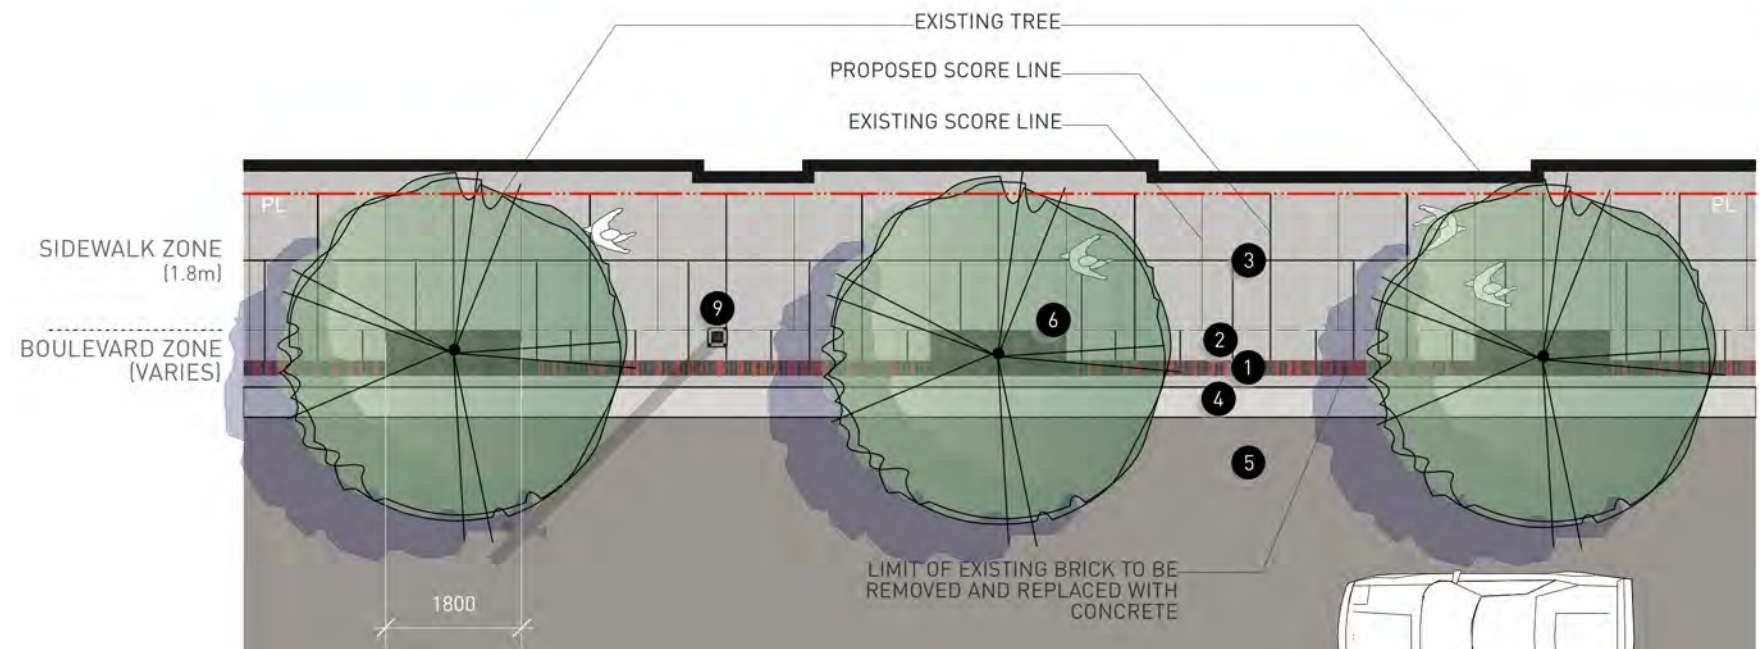 EXISTING TREE
PROPOSED SCORE LINE
EXISTING SCORE LINE
PL
PL
SIDEWALK ZONE
(1.8m)
3
9
6
2
BOULEVARD ZONE
(VARIES)
1
4
5
LIMIT OF EXISTING BRICK TO BE
REMOVED AND REPLACED WITH
CONCRETE
1800